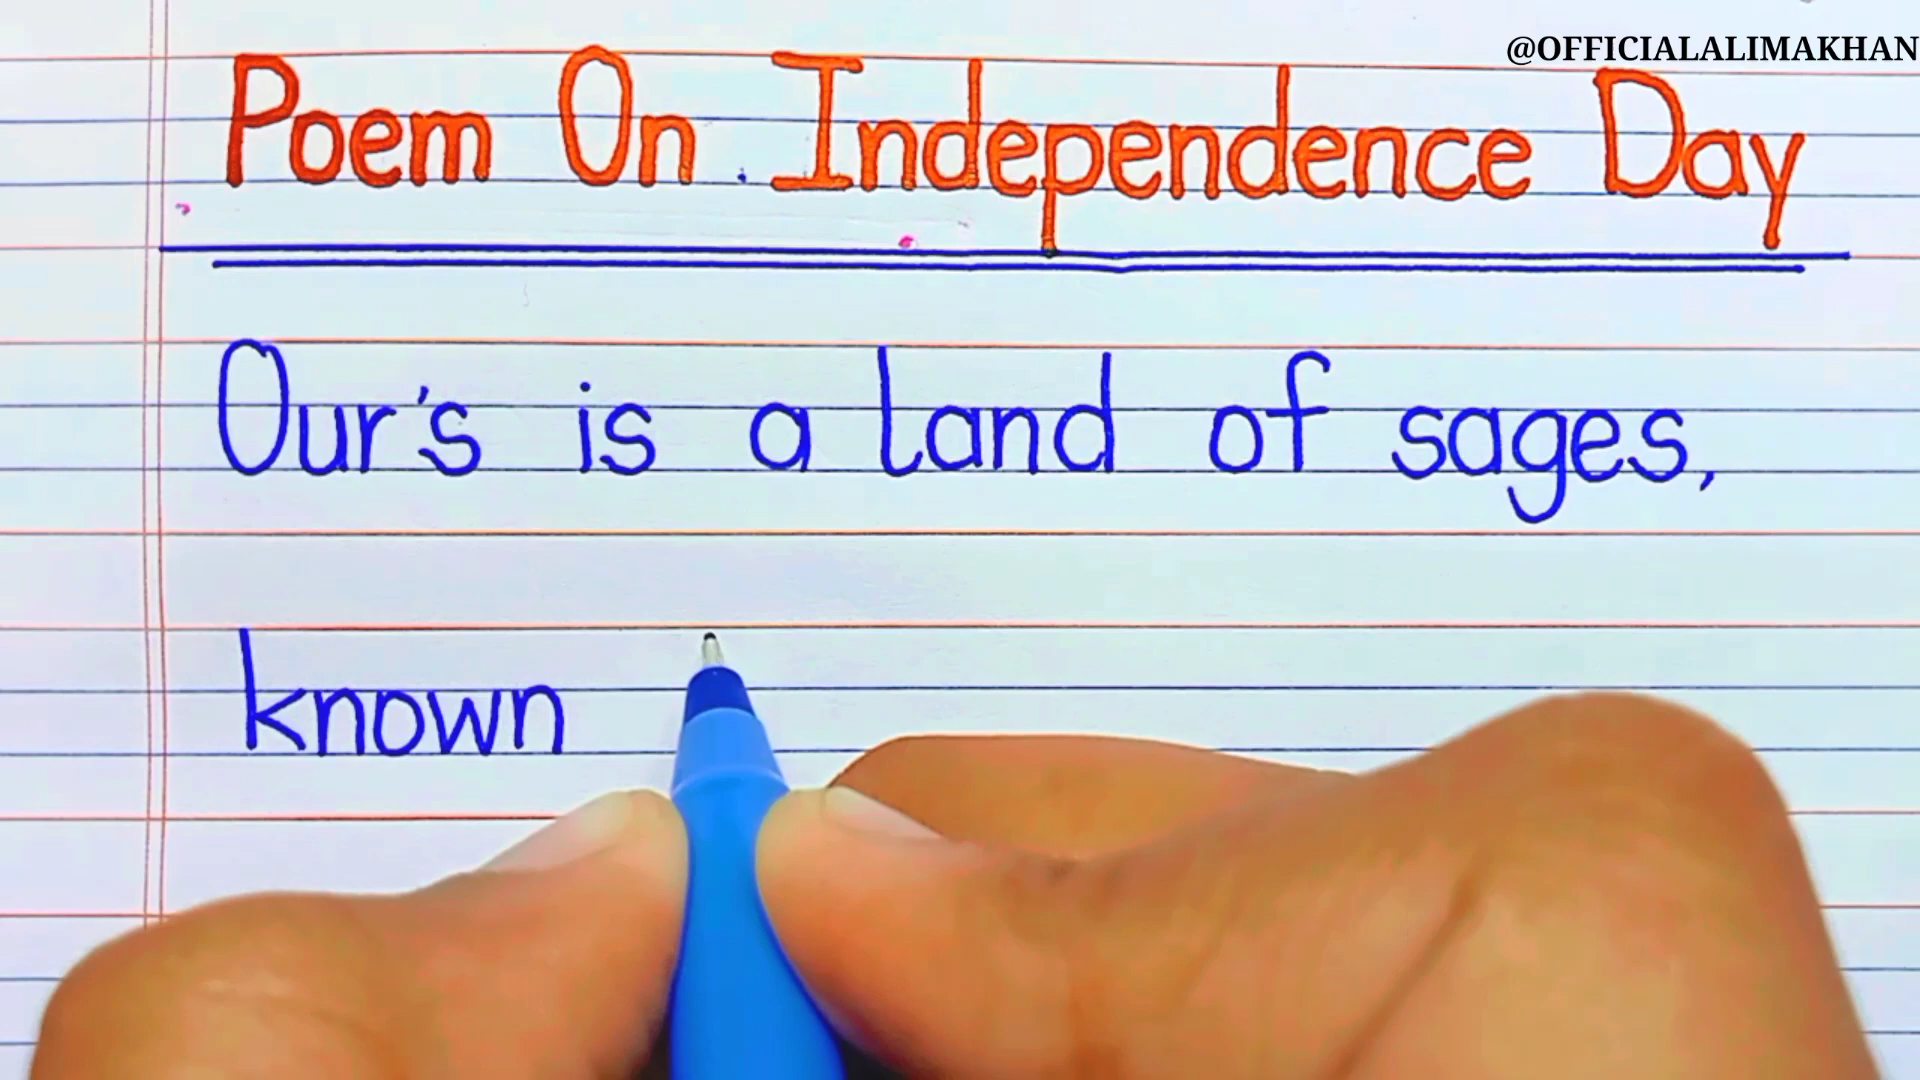 @OFFICIALALIMAKHAN
Poem On Independence Day
Our's is a land of sages,
known